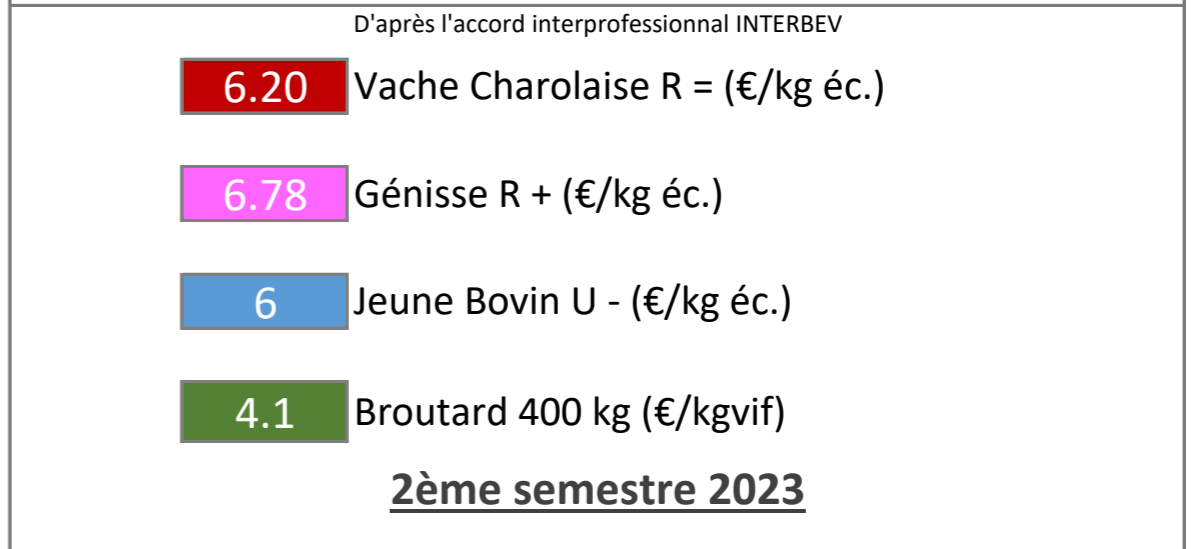 D'après l'accord interprofessionnal INTERBEV
6.20 Vache Charolaise R = (€/kg éc.)
6.78 Génisse R + (€/kg éc.)
6 Jeune Bovin U - (€/kg éc.)
4.1 Broutard 400 kg (€/kgvif)
2ème semestre 2023